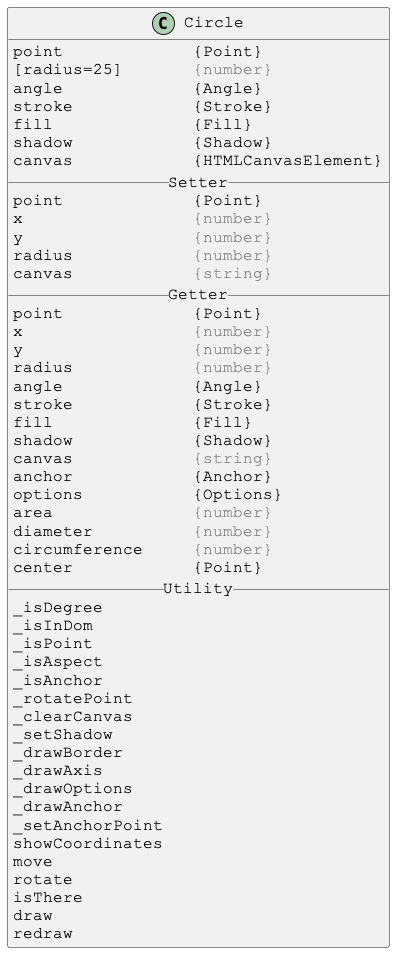 C Circle
point {Point}
[radius=25] {number}
angle {Angle}
stroke {Stroke}
fill {Fill}
shadow {Shadow}
canvas {HTMLCanvasElement}
Setter
point {Point}
x {number}
y {number}
radius {number}
canvas {string}
Getter
point {Point}
x {number}
y {number}
radius {number}
angle {Angle}
stroke {Stroke}
fill {Fill}
shadow {Shadow}
canvas {string}
anchor {Anchor}
options {Options}
area {number}
diameter {number}
circumference {number}
center {Point}
Utility
_isDegree
_isInDom
_isPoint
_isAspect
_isAnchor
_rotatePoint
_clearCanvas
_setShadow
_drawBorder
_drawAxis
_drawOptions
_drawAnchor
_setAnchorPoint
showCoordinates
move
rotate
isThere
draw
redraw